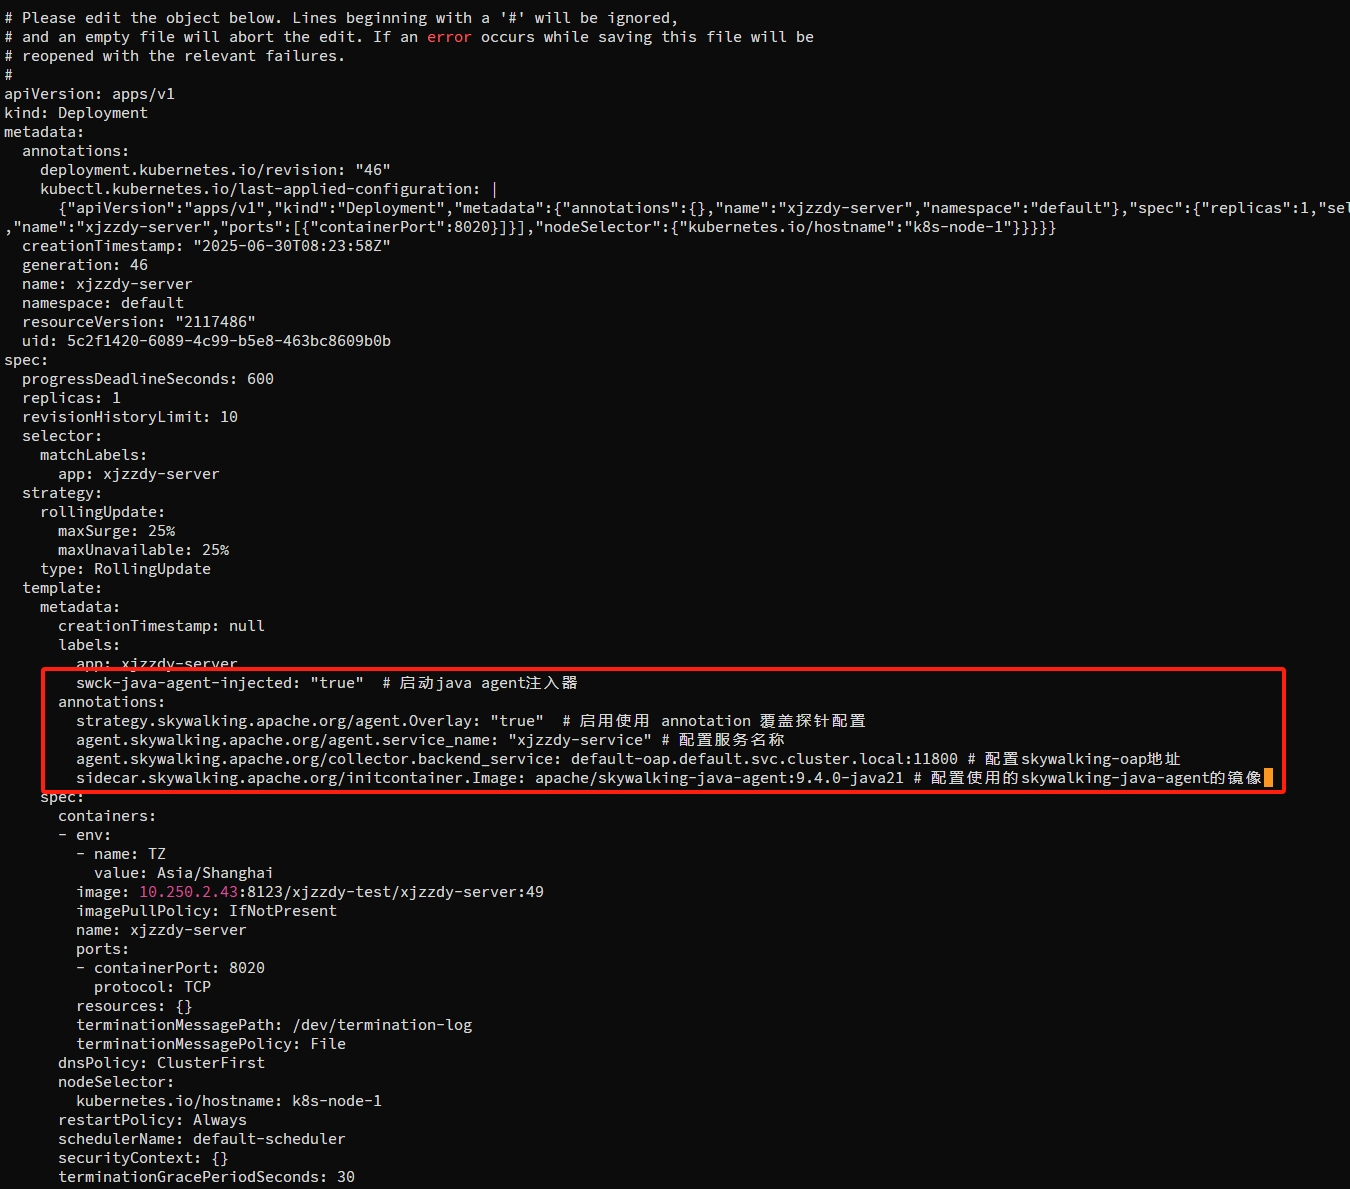 # Please edit the object below. Lines beginning with a '#' will be ignored,
# and an empty file will abort the edit. If an error occurs while saving this file will be
# reopened with the relevant failures.
#
apiVersion: apps/v1
kind: Deployment
metadata:
  annotations:
    deployment.kubernetes.io/revision: "46"
    kubectl.kubernetes.io/last-applied-configuration: |
      {"apiVersion":"apps/v1","kind":"Deployment","metadata":{"annotations":{},"name":"xjzzdy-server","namespace":"default"},"spec":{"replicas":1,"sel
,"name":"xjzzdy-server","ports":[{"containerPort":8020}]}],"nodeSelector":{"kubernetes.io/hostname":"k8s-node-1"}}}}}
  creationTimestamp: "2025-06-30T08:23:58Z"
  generation: 46
  name: xjzzdy-server
  namespace: default
  resourceVersion: "2117486"
  uid: 5c2f1420-6089-4c99-b5e8-463bc8609b0b
spec:
  progressDeadlineSeconds: 600
  replicas: 1
  revisionHistoryLimit: 10
  selector:
    matchLabels:
      app: xjzzdy-server
  strategy:
    rollingUpdate:
      maxSurge: 25%
      maxUnavailable: 25%
    type: RollingUpdate
  template:
    metadata:
      creationTimestamp: null
      labels:
        app: xjzzdy-server
        swck-java-agent-injected: "true"  # 启动java agent注入器
      annotations:
        strategy.skywalking.apache.org/agent.Overlay: "true"  # 启用使用 annotation 覆盖探针配置
        agent.skywalking.apache.org/agent.service_name: "xjzzdy-service" # 配置服务名称
        agent.skywalking.apache.org/collector.backend_service: default-oap.default.svc.cluster.local:11800 # 配置skywalking-oap地址
        sidecar.skywalking.apache.org/initcontainer.Image: apache/skywalking-java-agent:9.4.0-java21 # 配置使用的skywalking-java-agent的镜像
    spec:
      containers:
      - env:
        - name: TZ
          value: Asia/Shanghai
        image: 10.250.2.43:8123/xjzzdy-test/xjzzdy-server:49
        imagePullPolicy: IfNotPresent
        name: xjzzdy-server
        ports:
        - containerPort: 8020
          protocol: TCP
        resources: {}
        terminationMessagePath: /dev/termination-log
        terminationMessagePolicy: File
      dnsPolicy: ClusterFirst
      nodeSelector:
        kubernetes.io/hostname: k8s-node-1
      restartPolicy: Always
      schedulerName: default-scheduler
      securityContext: {}
      terminationGracePeriodSeconds: 30